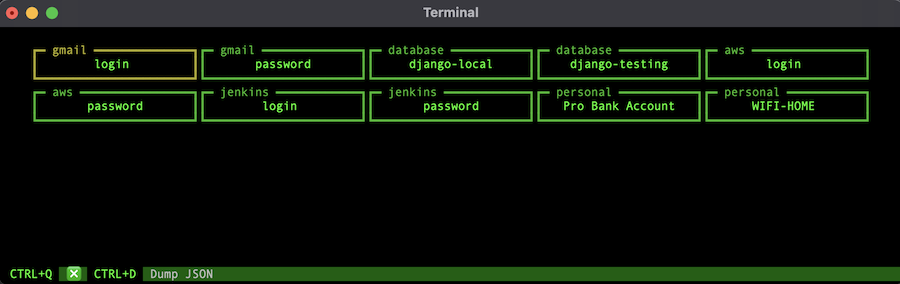 Terminal
gmail gmail database database aws
login password django-local django-testing login
aws jenkins jenkins personal personal
password login password Pro Bank Account WIFI-HOME
CTRL+Q ❎ CTRL+D Dump JSON